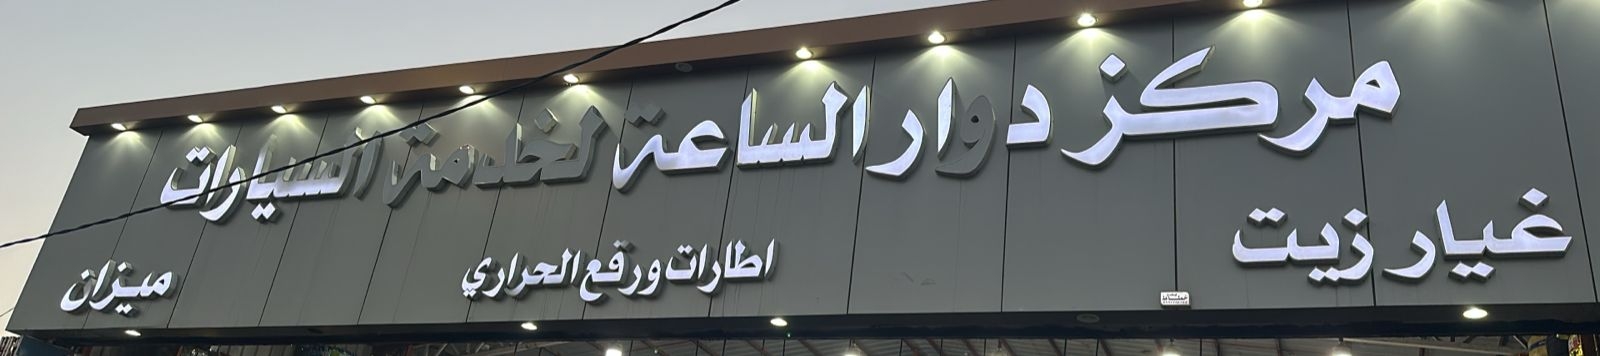 مركز دوار الساعة لخدمة السيارات
غيار زيت
اطارات ورقع الحراري
ميزان